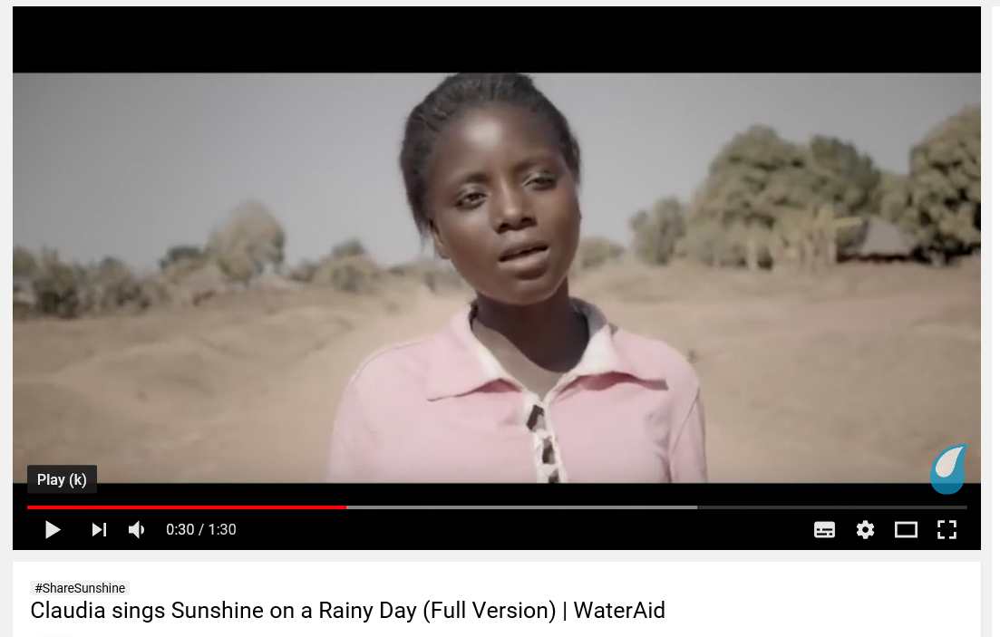 Play (k)
0:30 / 1:30
#ShareSunshine
Claudia sings Sunshine on a Rainy Day (Full Version) | WaterAid